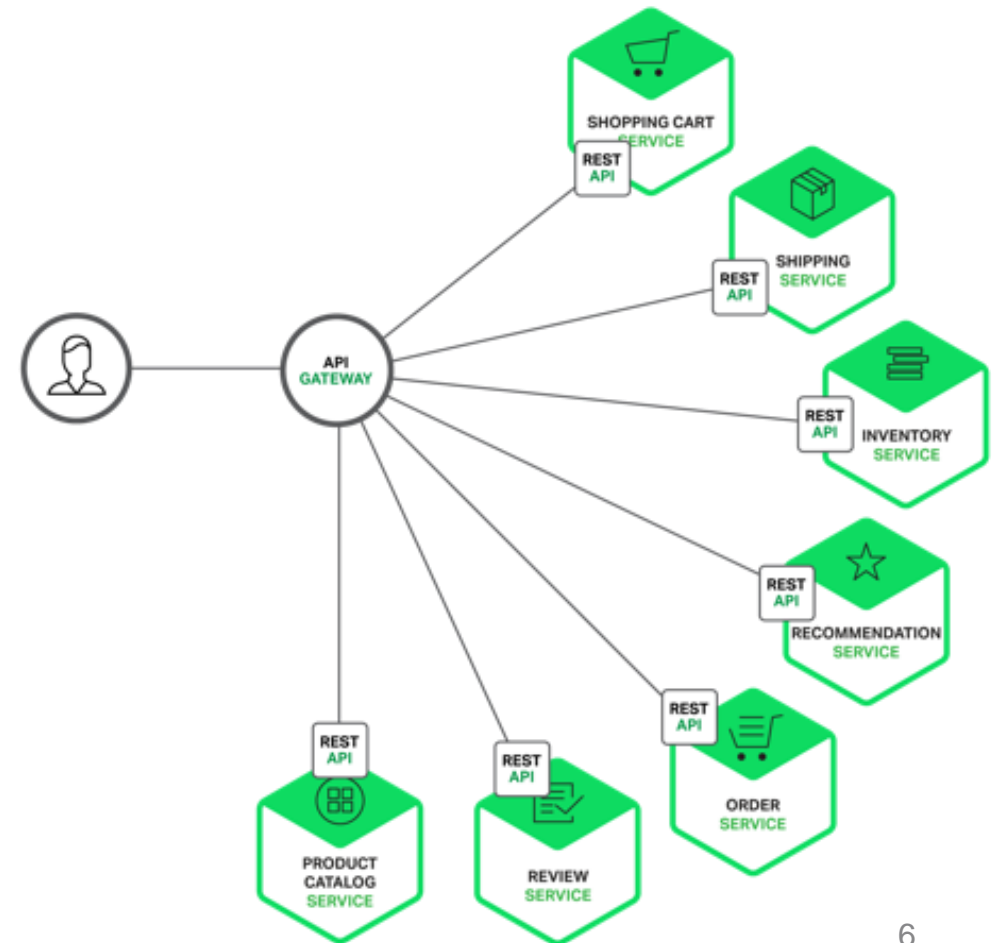 SHOPPING CART
SERVICE
REST
API
SHIPPING
SERVICE
REST
API
API
GATEWAY
REST
API
INVENTORY
SERVICE
REST
API
RECOMMENDATION
SERVICE
REST
API
ORDER
SERVICE
REST
API
REVIEW
SERVICE
REST
API
PRODUCT
CATALOG
SERVICE
6